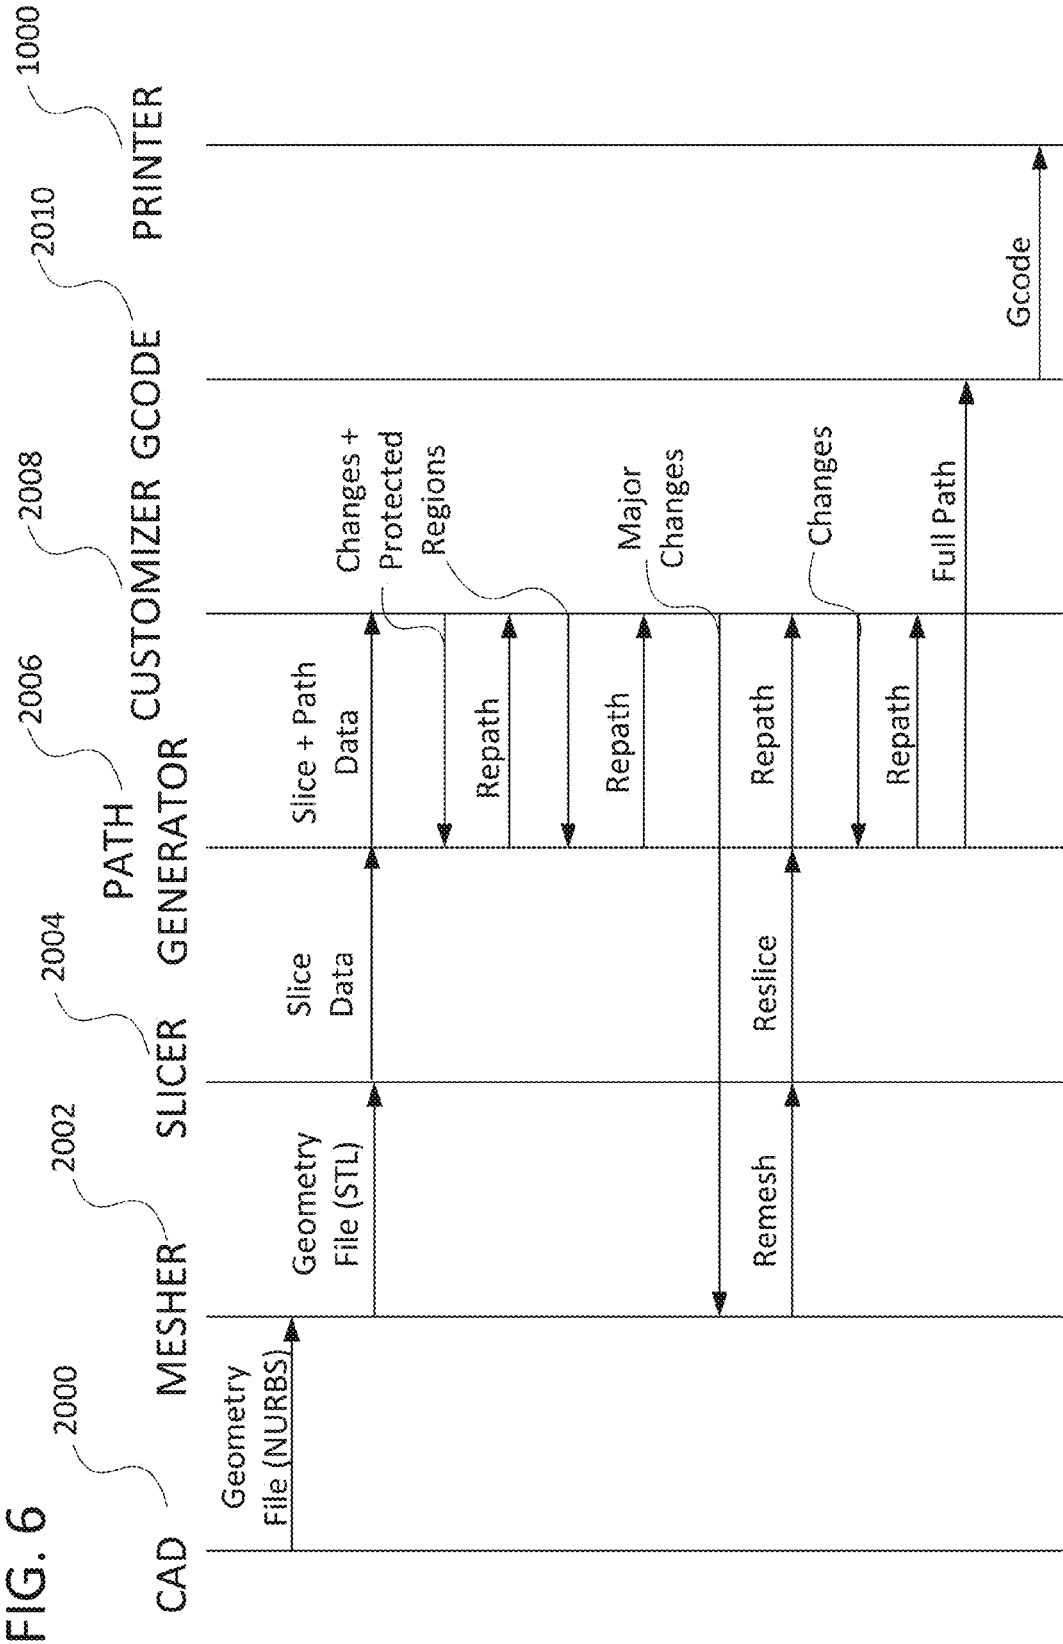 FIG. 6
2000
2002
2004
2006
2008
2010
1000
CAD
MESHER
SLICER
PATH
GENERATOR
CUSTOMIZER
GCODE
PRINTER
Geometry
File (NURBS)
Geometry
File (STL)
Slice
Data
Slice + Path
Data
Changes +
Protected
Regions
Repath
Repath
Major
Changes
Remesh
Reslice
Repath
Changes
Repath
Full Path
Gcode